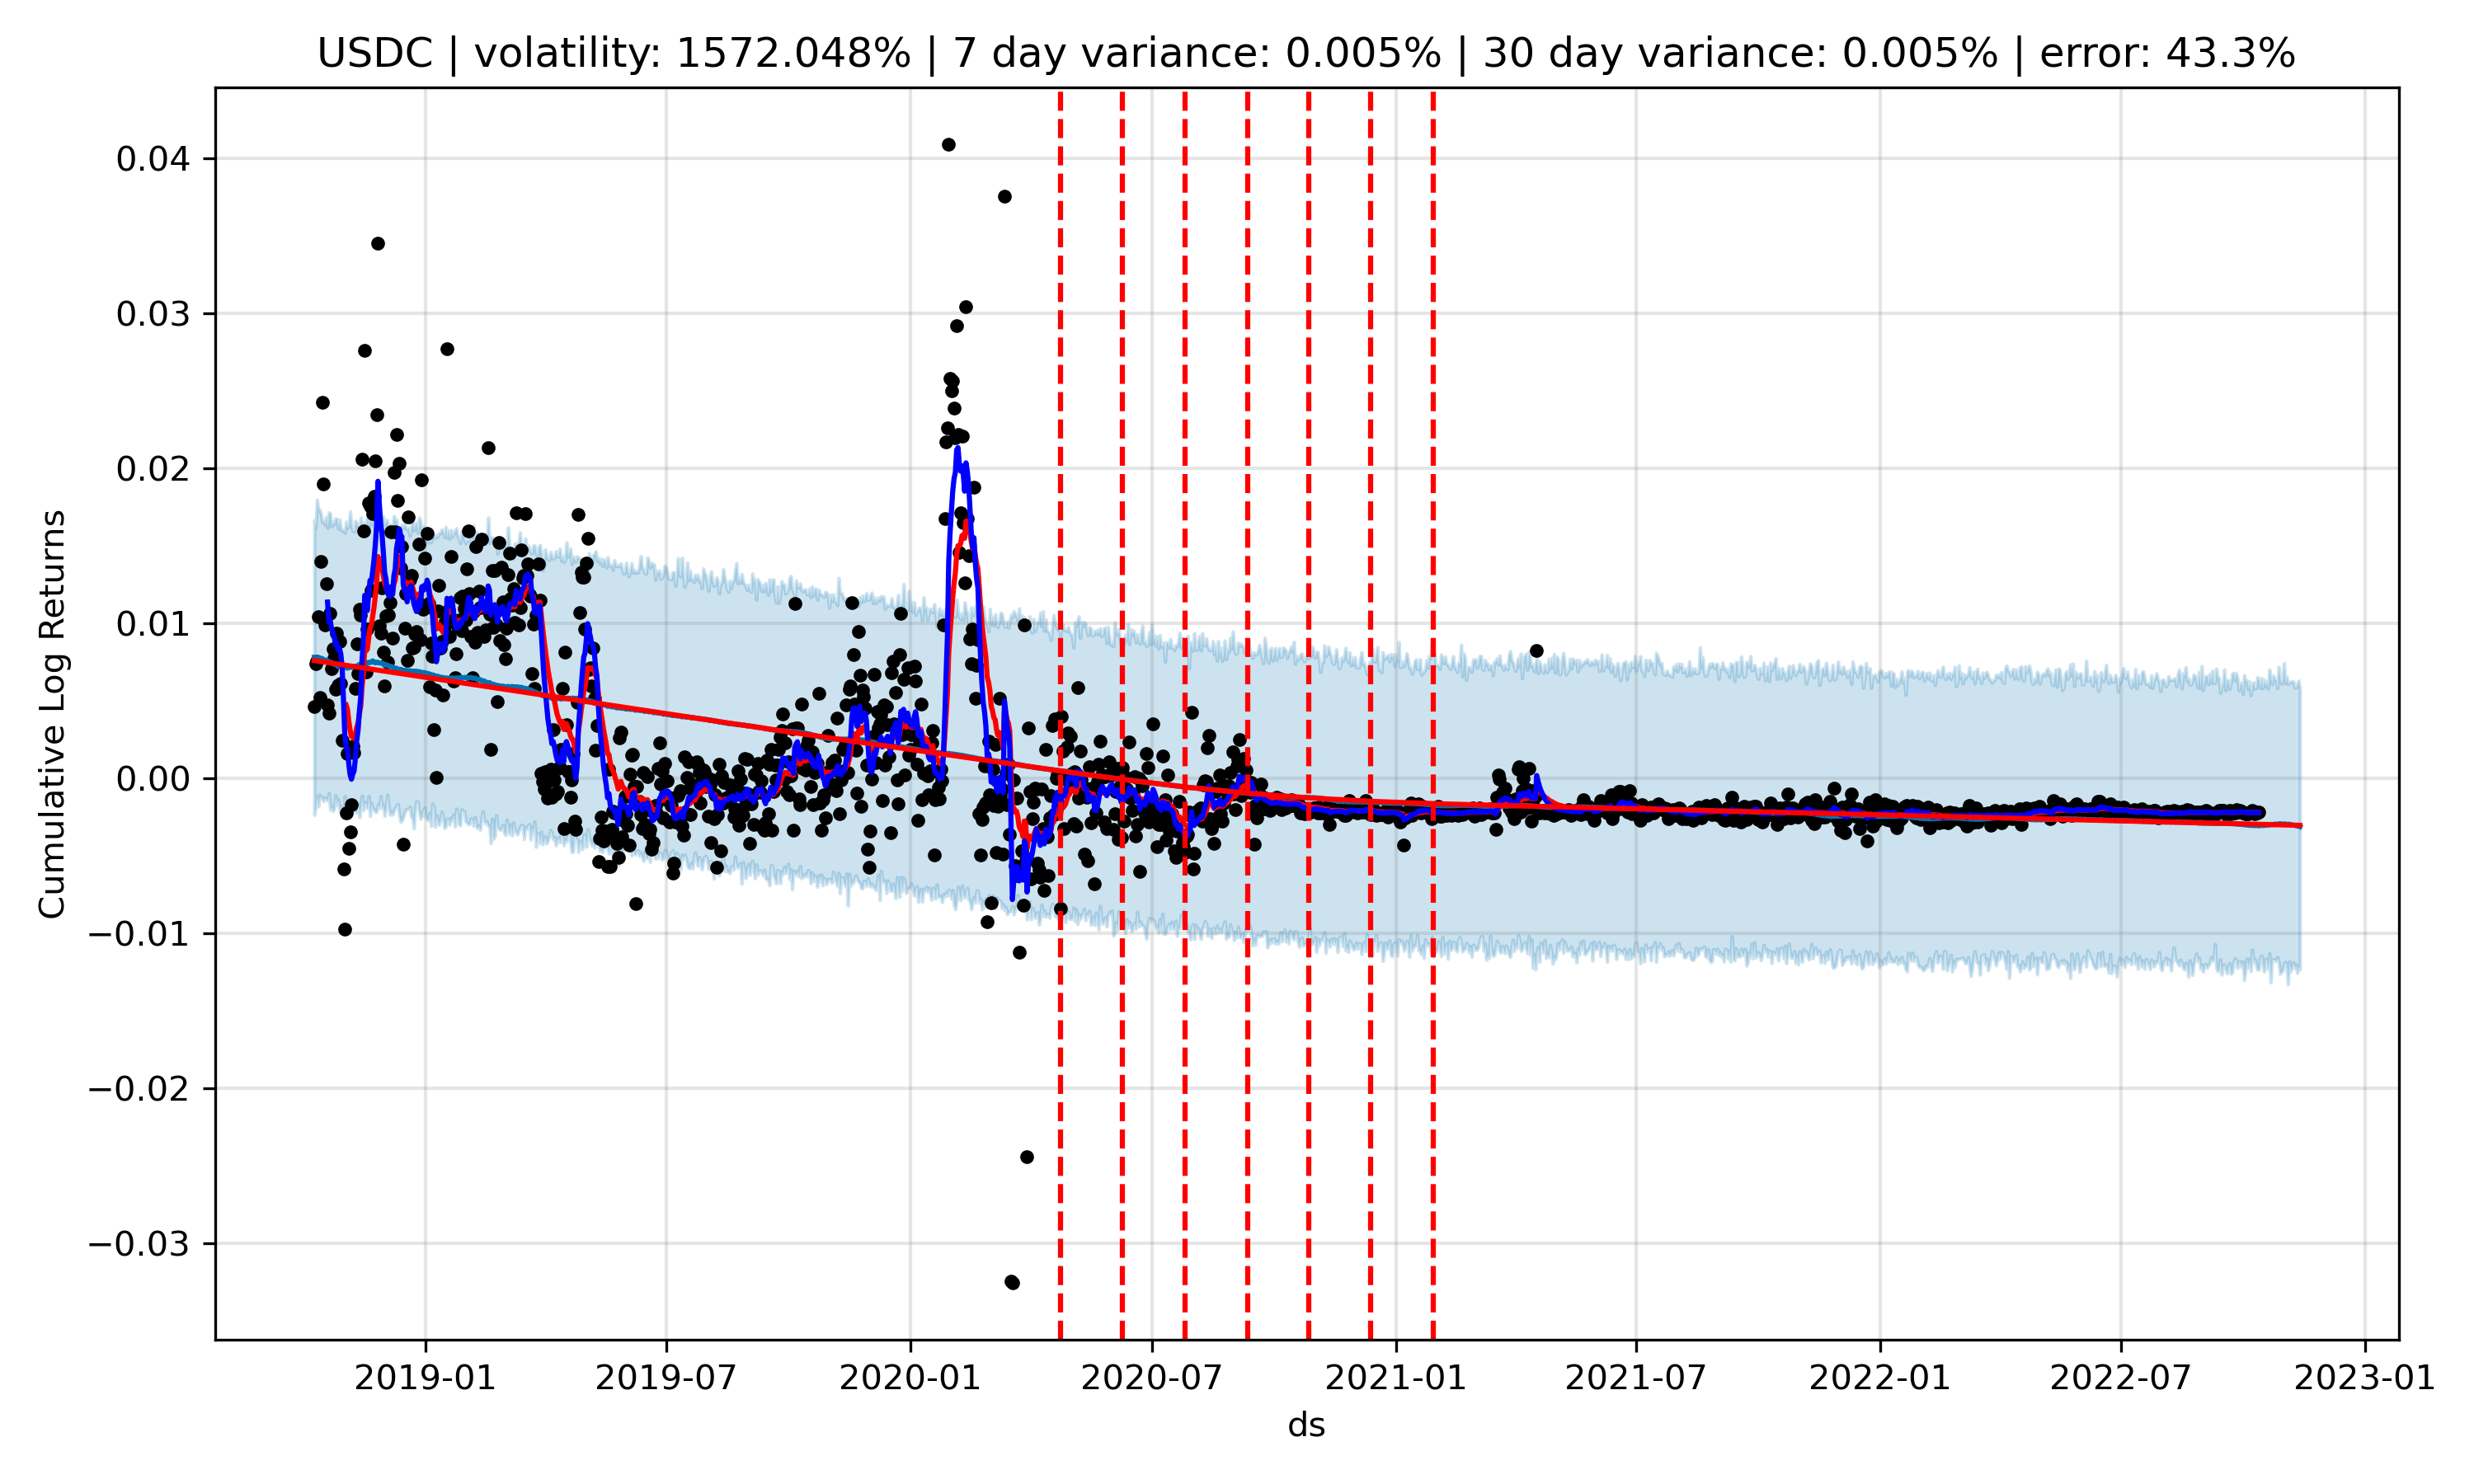 USDC | volatility: 1572.048% | 7 day variance: 0.005% | 30 day variance: 0.005% | error: 43.3%
0.04
0.03
0.02
0.01
0.00
−0.01
−0.02
−0.03
Cumulative Log Returns
2019-01 2019-07 2020-01 2020-07 2021-01 2021-07 2022-01 2022-07 2023-01
ds